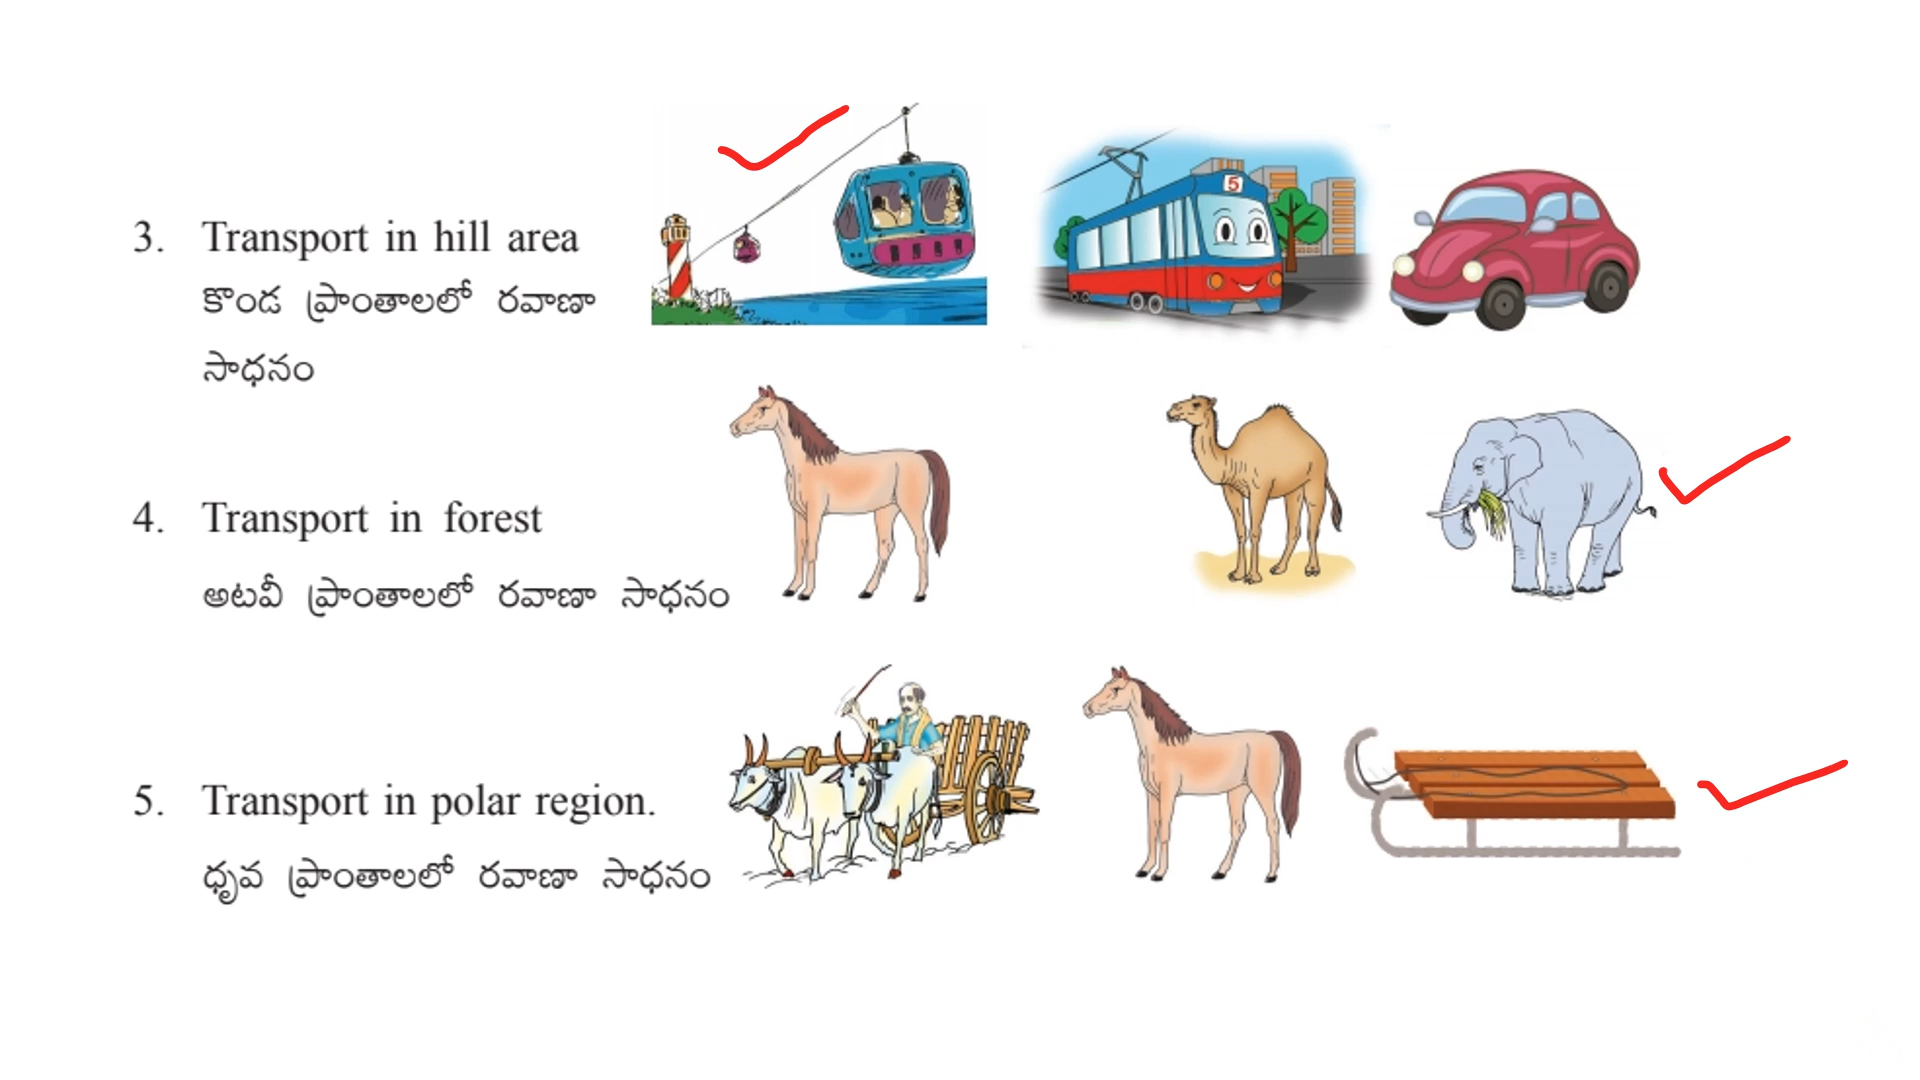 3. Transport in hill area
కొండ ప్రాంతాలలో రవాణా
సాధనం
5
4. Transport in forest
అటవీ ప్రాంతాలలో రవాణా సాధనం
5. Transport in polar region.
ధృవ ప్రాంతాలలో రవాణా సాధనం